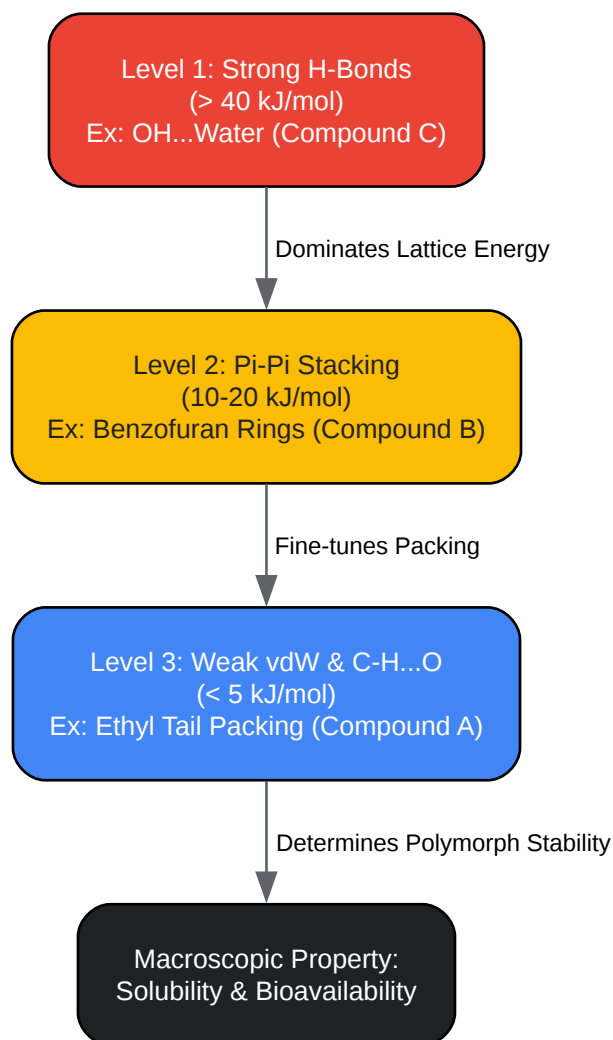 Level 1: Strong H-Bonds
(> 40 kJ/mol)
Ex: OH...Water (Compound C)
Dominates Lattice Energy
Level 2: Pi-Pi Stacking
(10-20 kJ/mol)
Ex: Benzofuran Rings (Compound B)
Fine-tunes Packing
Level 3: Weak vdW & C-H...O
(< 5 kJ/mol)
Ex: Ethyl Tail Packing (Compound A)
Determines Polymorph Stability
Macroscopic Property:
Solubility & Bioavailability